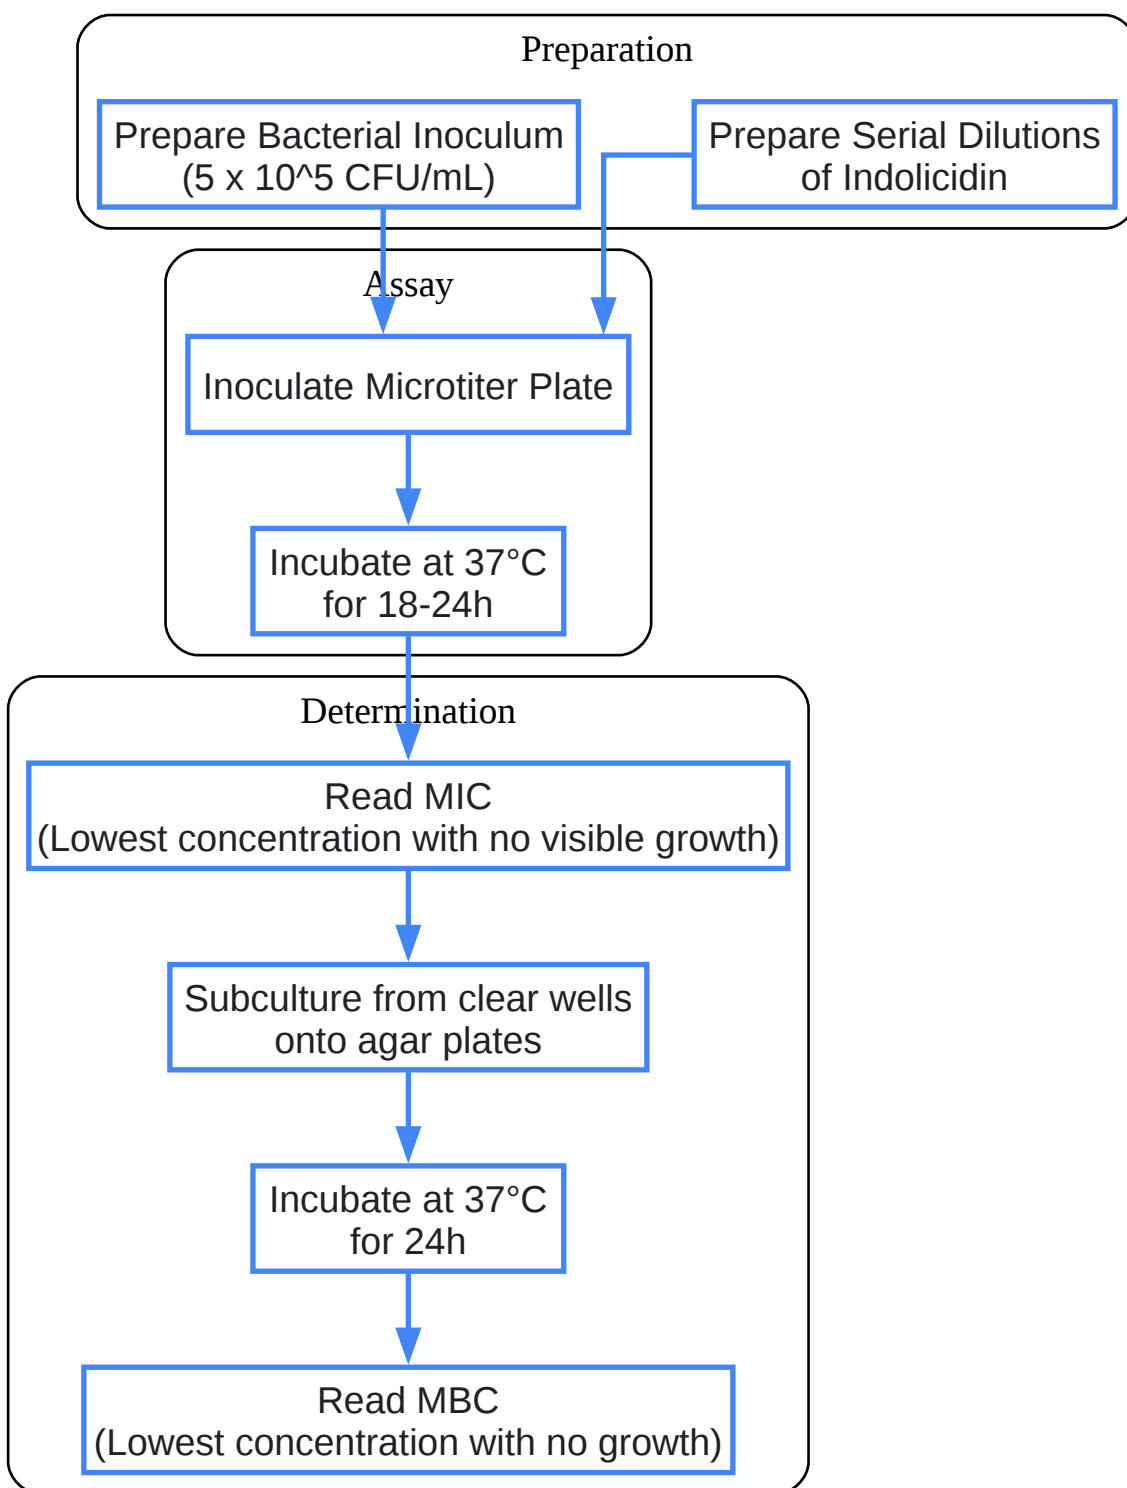 Preparation
Prepare Bacterial Inoculum
(5 x 10^5 CFU/mL)
Prepare Serial Dilutions
of Indolicidin
Assay
Inoculate Microtiter Plate
Incubate at 37°C
for 18-24h
Determination
Read MIC
(Lowest concentration with no visible growth)
Subculture from clear wells
onto agar plates
Incubate at 37°C
for 24h
Read MBC
(Lowest concentration with no growth)